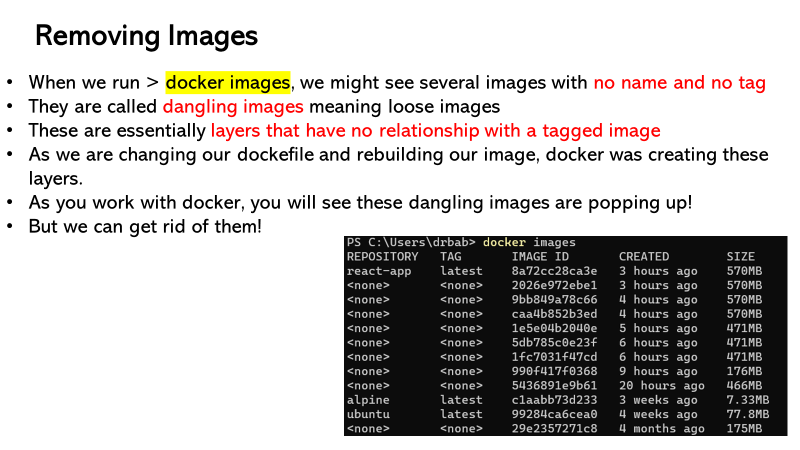 Removing Images
• When we run > docker images, we might see several images with no name and no tag
• They are called dangling images meaning loose images
• These are essentially layers that have no relationship with a tagged image
• As we are changing our dockefile and rebuilding our image, docker was creating these
layers.
• As you work with docker, you will see these dangling images are popping up!
• But we can get rid of them!
PS C:\Users\drbab> docker images
REPOSITORY TAG IMAGE ID CREATED SIZE
react-app latest 8a72cc28ca3e 3 hours ago 570MB
<none> <none> 2026e972ebe1 3 hours ago 570MB
<none> <none> 9bb849a78c66 4 hours ago 570MB
<none> <none> caa4b852b3ed 4 hours ago 570MB
<none> <none> 1e5e04b2040e 5 hours ago 471MB
<none> <none> 5db785c0e23f 6 hours ago 471MB
<none> <none> 1fc7031f47cd 6 hours ago 471MB
<none> <none> 990f417f0368 9 hours ago 176MB
<none> <none> 5436891e9b61 20 hours ago 466MB
alpine latest c1aabb73d233 3 weeks ago 7.33MB
ubuntu latest 99284ca6cea0 4 weeks ago 77.8MB
<none> <none> 29e2357271c8 4 months ago 175MB